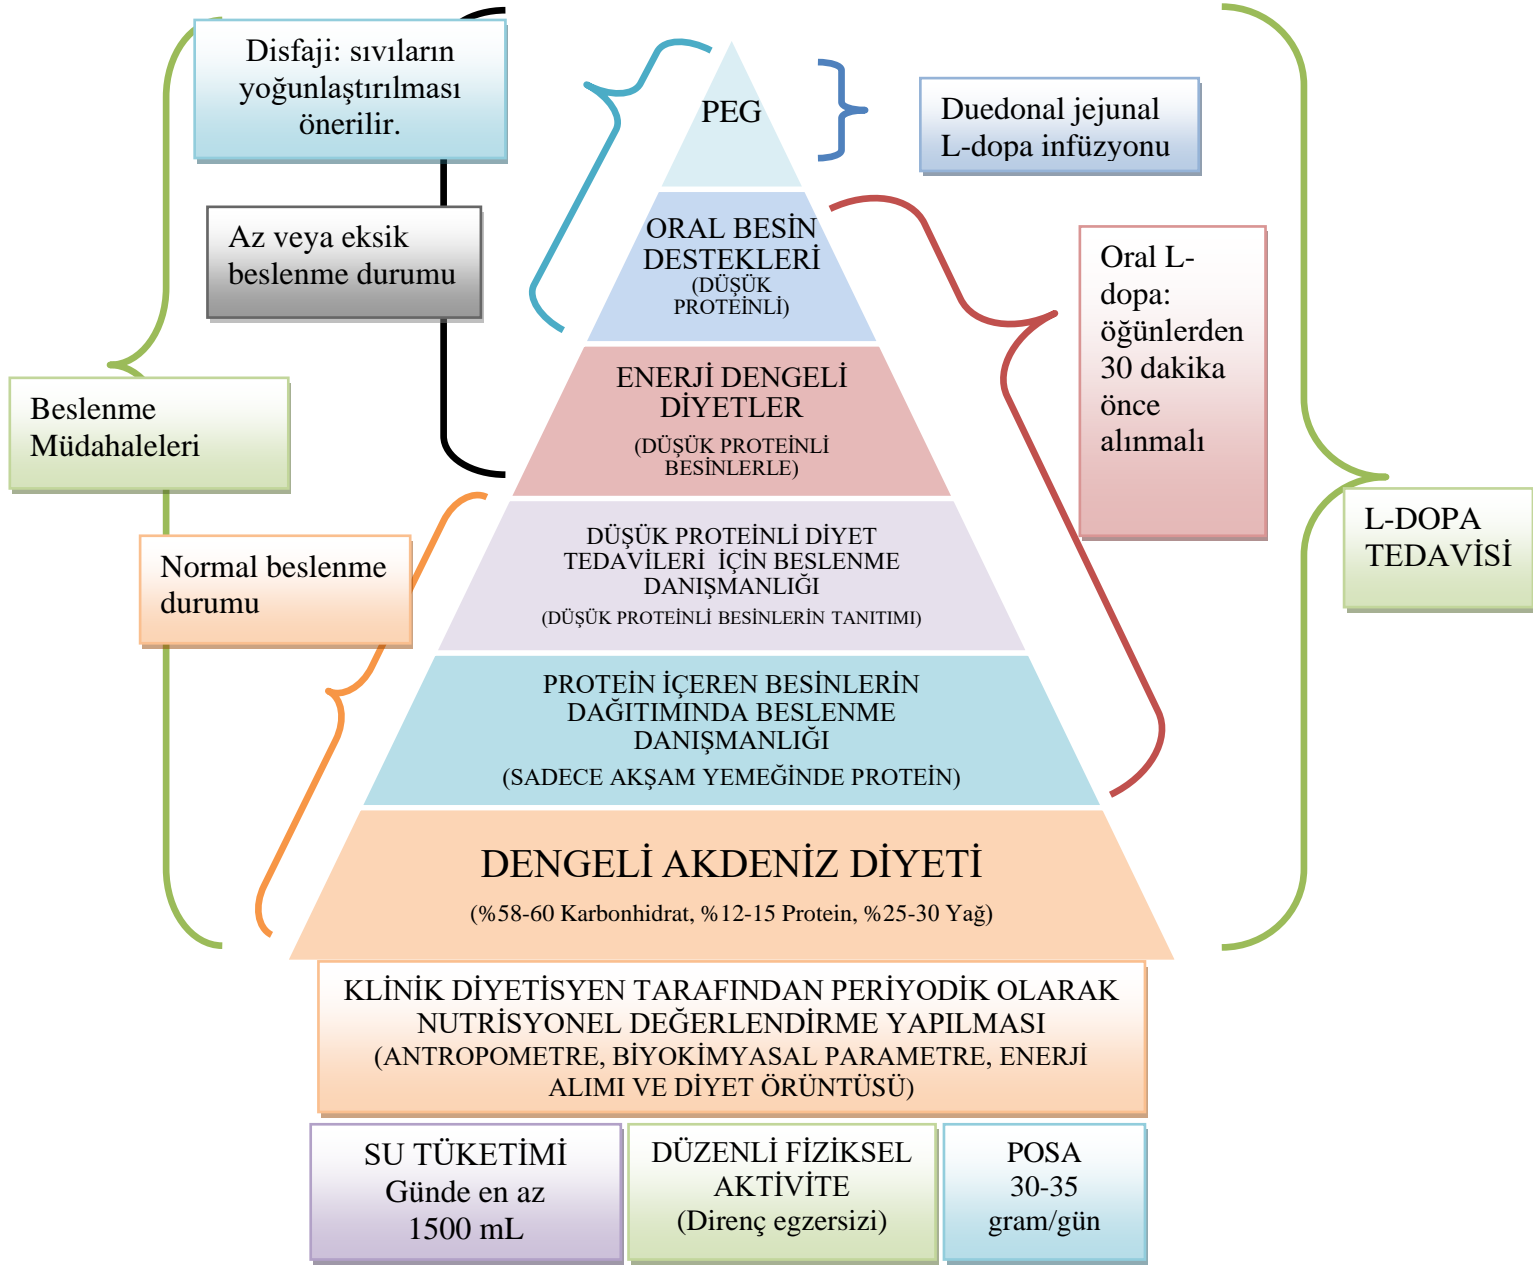 Disfaji: sıvıların
yoğunlaştırılması
önerilir.
PEG
Duedonal jejunal
L-dopa infüzyonu
Az veya eksik
beslenme durumu
ORAL BESİN
DESTEKLERİ
(DÜŞÜK
PROTEİNLİ)
Oral L-
dopa:
öğünlerden
30 dakika
önce
alınmalı
Beslenme
Müdahaleleri
ENERJİ DENGELİ
DİYETLER
(DÜŞÜK PROTEİNLİ
BESİNLERLE)
L-DOPA
TEDAVİSİ
Normal beslenme
durumu
DÜŞÜK PROTEİNLİ DİYET
TEDAVİLERİ İÇİN BESLENME
DANIŞMANLIĞI
(DÜŞÜK PROTEİNLİ BESİNLERİN TANITIMI)
PROTEİN İÇEREN BESİNLERİN
DAĞITIMINDA BESLENME
DANIŞMANLIĞI
(SADECE AKŞAM YEMEĞİNDE PROTEİN)
DENGELİ AKDENİZ DİYETİ
(%58-60 Karbonhidrat, %12-15 Protein, %25-30 Yağ)
KLİNİK DİYETİSYEN TARAFINDAN PERİYODİK OLARAK
NUTRİSYONEL DEĞERLENDİRME YAPILMASI
(ANTROPOMETRE, BİYOKİMYASAL PARAMETRE, ENERJİ
ALIMI VE DİYET ÖRÜNTÜSÜ)
SU TÜKETİMİ
Günde en az
1500 mL
DÜZENLİ FİZİKSEL
AKTİVİTE
(Direnç egzersizi)
POSA
30-35
gram/gün